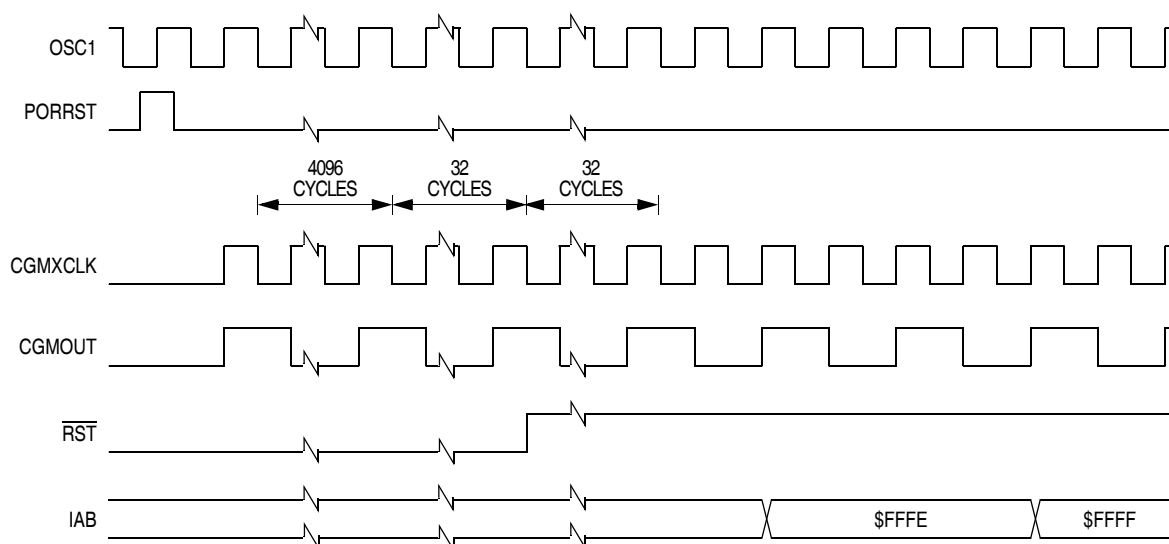 OSC1
PORRST
4096
CYCLES
32
CYCLES
32
CYCLES
CGMXCLK
CGMOUT
RST
IAB
$FFFE
$FFFF